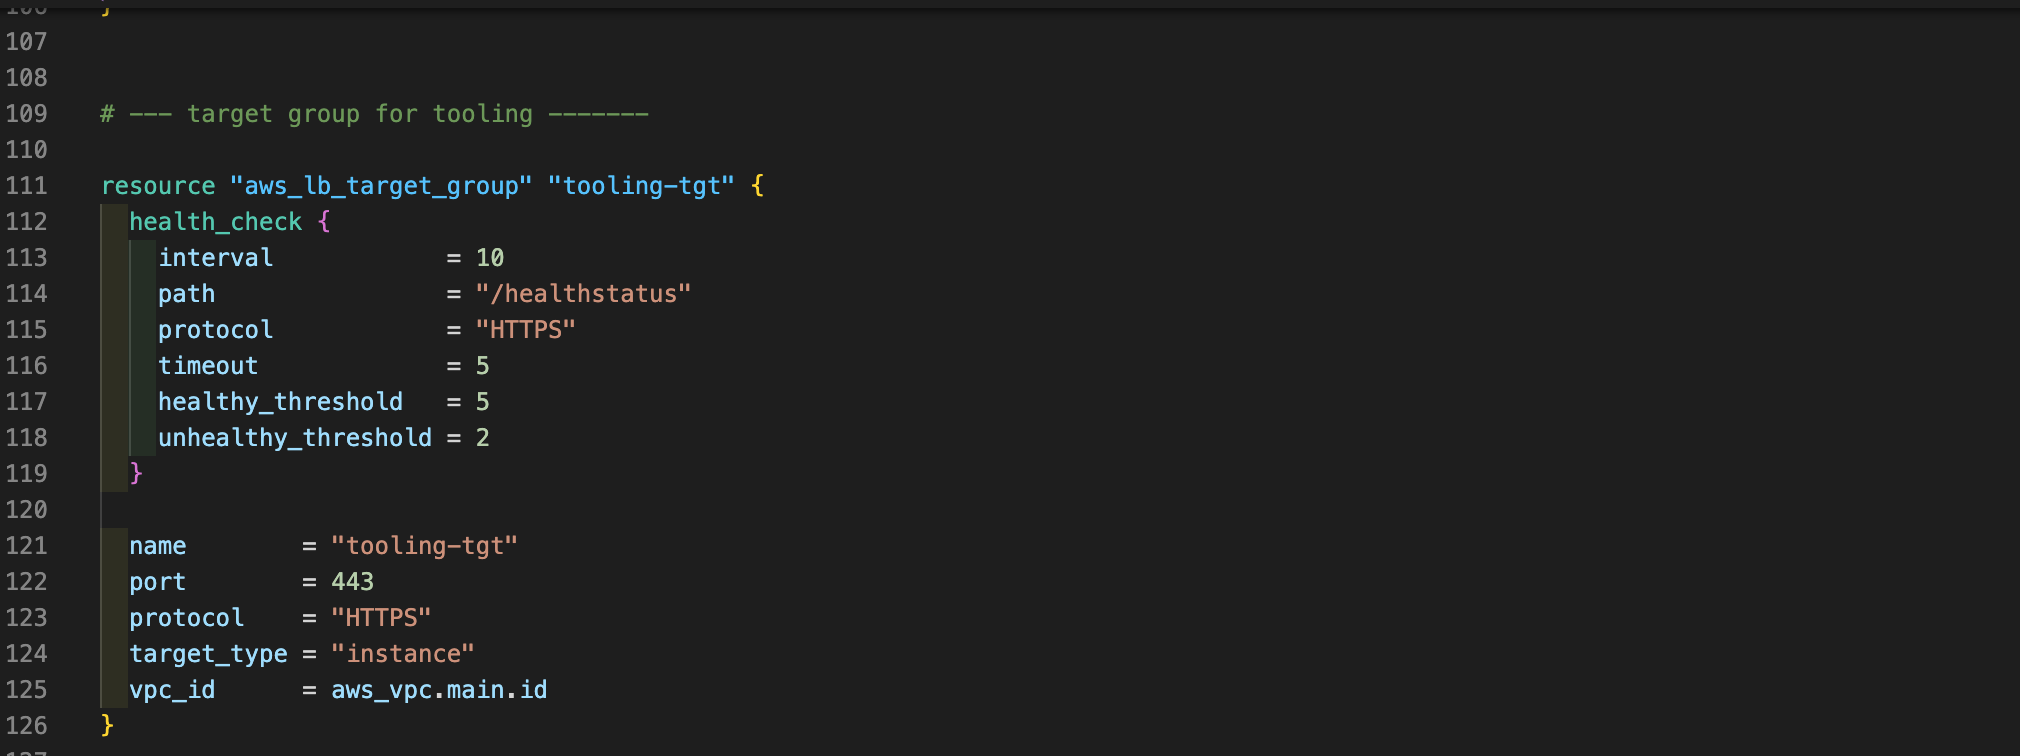 106 }
107
108
109 # --- target group for tooling -------
110
111 resource "aws_lb_target_group" "tooling-tgt" {
112   health_check {
113     interval            = 10
114     path                = "/healthstatus"
115     protocol            = "HTTPS"
116     timeout             = 5
117     healthy_threshold   = 5
118     unhealthy_threshold = 2
119   }
120
121   name        = "tooling-tgt"
122   port        = 443
123   protocol    = "HTTPS"
124   target_type = "instance"
125   vpc_id      = aws_vpc.main.id
126 }
127